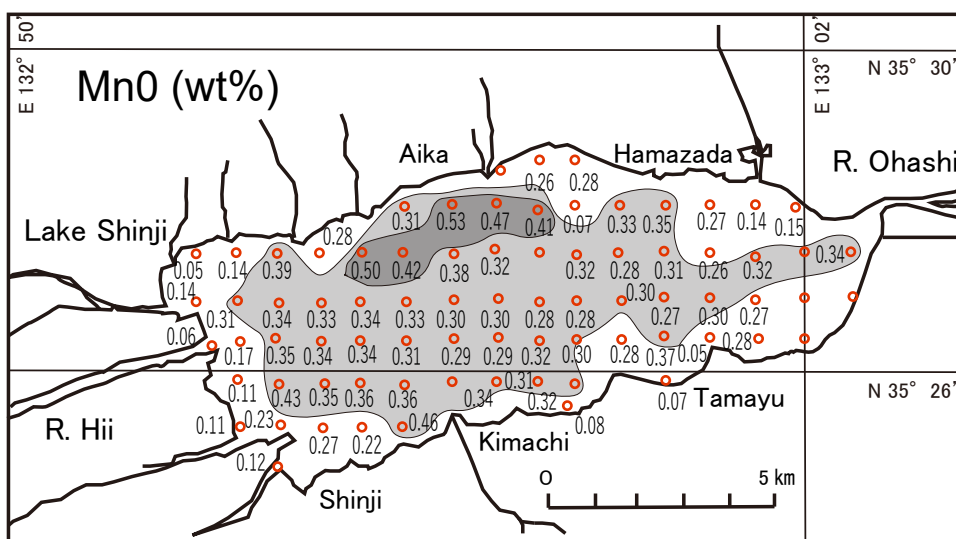 E 132° 50'
E 133° 02'
N 35° 30'
Mn0 (wt%)
Aika
Hamazada
R. Ohashi
0.26 0.28
0.31 0.53 0.47 0.41 0.07 0.33 0.35 0.27 0.14 0.15
Lake Shinji
0.28
0.05 0.14 0.39 0.50 0.42 0.38 0.32 0.32 0.28 0.31 0.26 0.32 0.34
0.14
0.31 0.34 0.33 0.34 0.33 0.30 0.30 0.28 0.28 0.30 0.27 0.30 0.27
0.06
0.17 0.35 0.34 0.34 0.31 0.29 0.29 0.32 0.30 0.28 0.37 0.05 0.28
0.11 0.43 0.35 0.36 0.36 0.34 0.31 0.32 0.07
N 35° 26'
Tamayu
R. Hii
0.11 0.23 0.27 0.22 0.46 0.08
Kimachi
0.12
Shinji
0 5 km